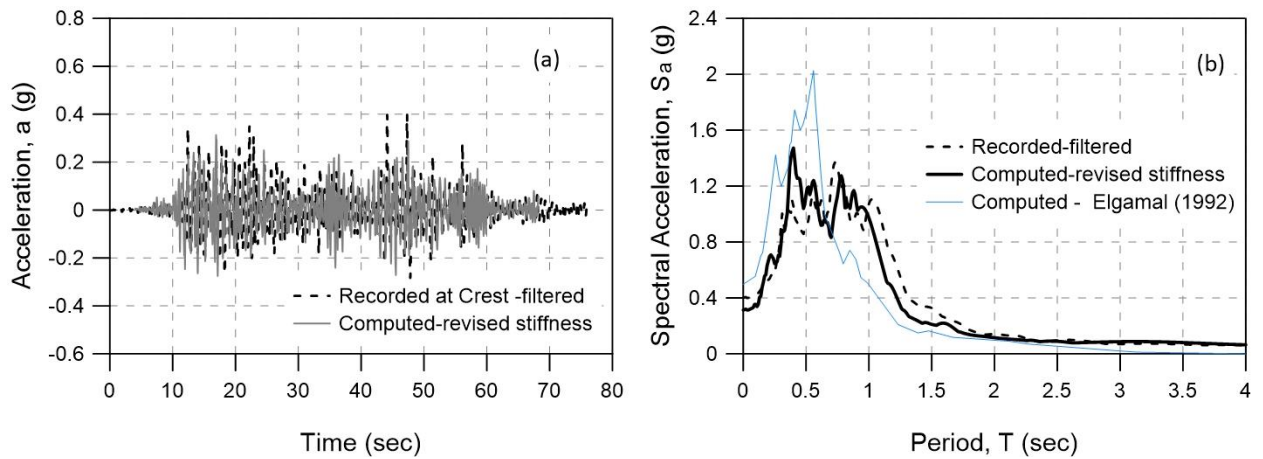 0.8
0.6
0.4
0.2
0
-0.2
-0.4
-0.6
Acceleration, a (g)
(a)
Recorded at Crest -filtered
Computed-revised stiffness
0 10 20 30 40 50 60 70 80
Time (sec)
2.4
2
1.6
1.2
0.8
0.4
0
Spectral Acceleration, Sa (g)
(b)
Recorded-filtered
Computed-revised stiffness
Computed - Elgamal (1992)
0 0.5 1 1.5 2 2.5 3 3.5 4
Period, T (sec)